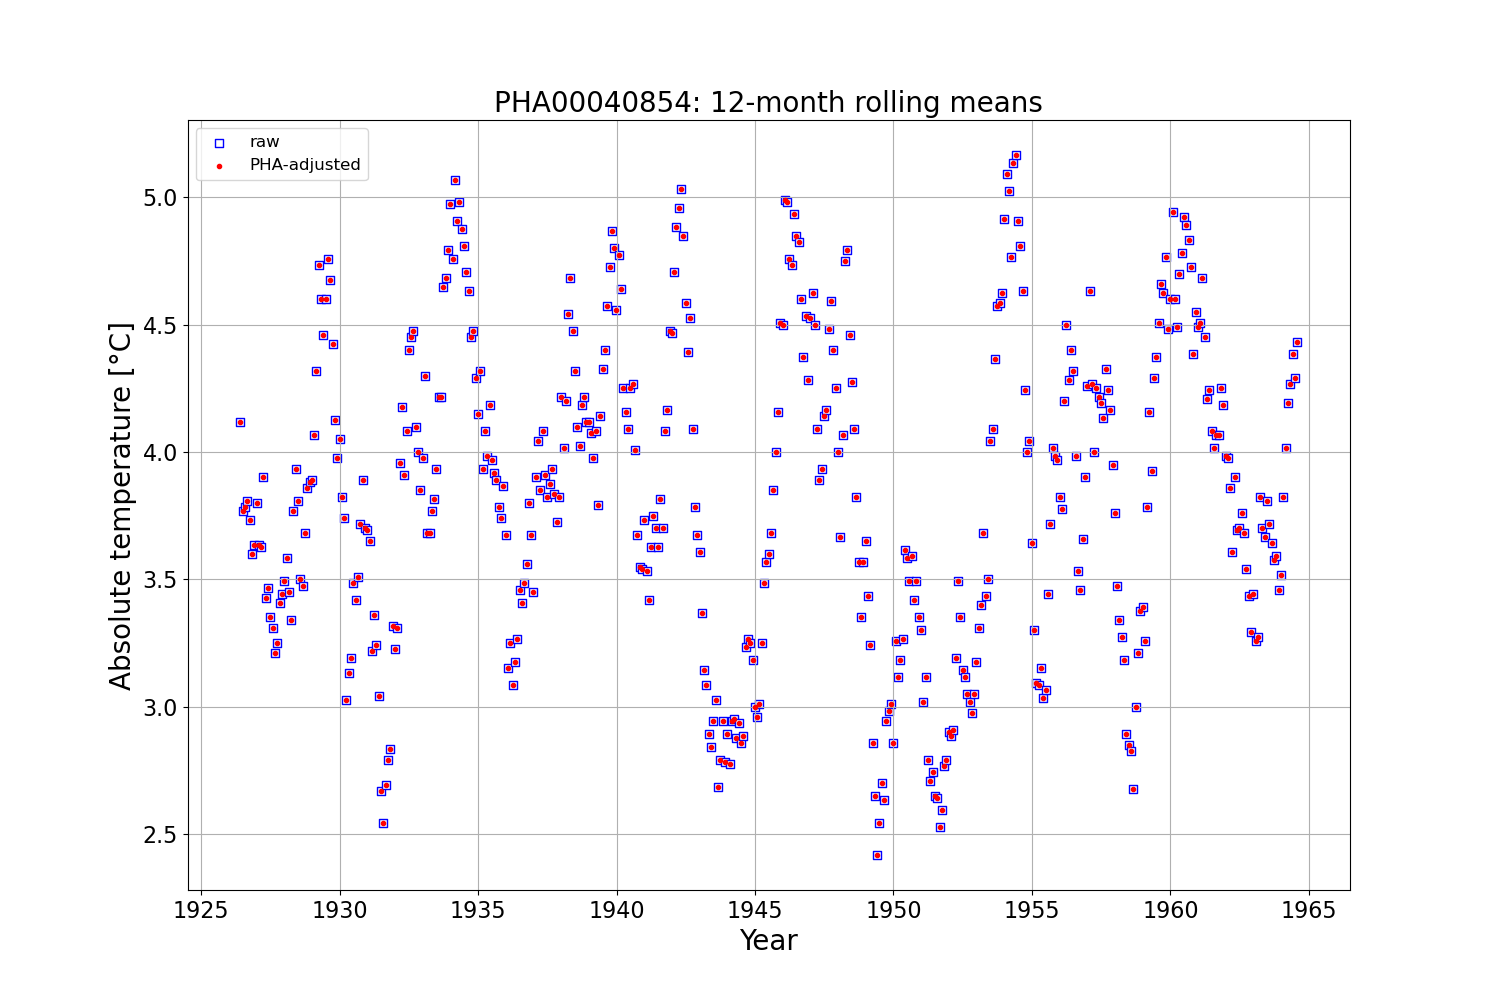 PHA00040854: 12-month rolling means
raw
PHA-adjusted
Absolute temperature [°C]
5.0
4.5
4.0
3.5
3.0
2.5
1925 1930 1935 1940 1945 1950 1955 1960 1965
Year